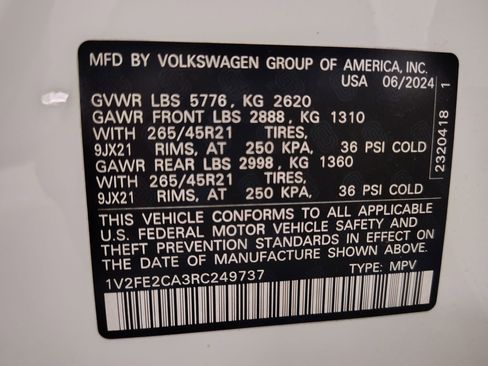 MFD BY VOLKSWAGEN GROUP OF AMERICA, INC.
USA 06/2024
GVWR LBS 5776 , KG 2620
GAWR FRONT LBS 2888, KG 1310
WITH 265/45R21 TIRES,
9JX21 RIMS, AT 250 KPA, 36 PSI COLD
GAWR REAR LBS 2998, KG 1360
WITH 265/45R21 TIRES,
9JX21 RIMS, AT 250 KPA, 36 PSI COLD
THIS VEHICLE CONFORMS TO ALL APPLICABLE
U.S. FEDERAL MOTOR VEHICLE SAFETY AND
THEFT PREVENTION STANDARDS IN EFFECT ON
THE DATE OF MANUFACTURE SHOWN ABOVE.
1V2FE2CA3RC249737 TYPE: MPV
2320418 1